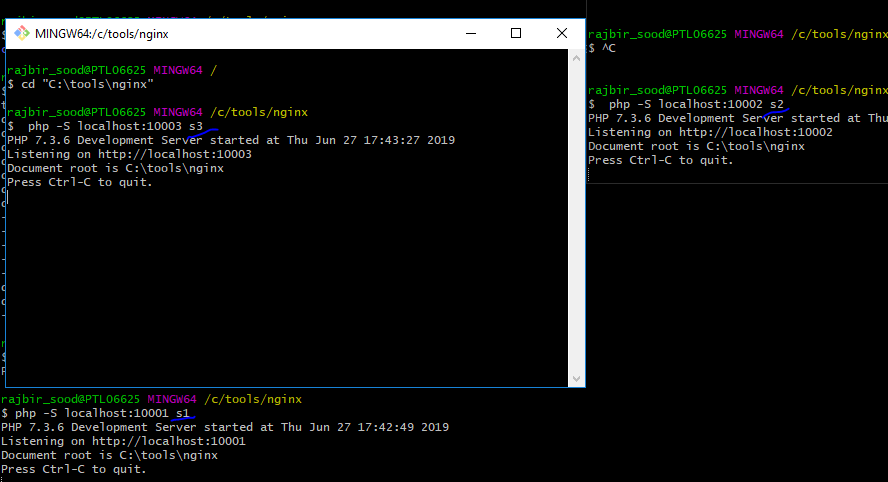 MINGW64:/c/tools/nginx
rajbir_sood@PTL06625 MINGW64 /
$ cd "C:\tools\nginx"
rajbir_sood@PTL06625 MINGW64 /c/tools/nginx
$  php -S localhost:10003 s3
PHP 7.3.6 Development Server started at Thu Jun 27 17:43:27 2019
Listening on http://localhost:10003
Document root is C:\tools\nginx
Press Ctrl-C to quit.
rajbir_sood@PTL06625 MINGW64 /c/tools/nginx
$ ^C
rajbir_sood@PTL06625 MINGW64 /c/tools/nginx
$  php -S localhost:10002 s2
PHP 7.3.6 Development Server started at Thu
Listening on http://localhost:10002
Document root is C:\tools\nginx
Press Ctrl-C to quit.
rajbir_sood@PTL06625 MINGW64 /c/tools/nginx
$ php -S localhost:10001 s1
PHP 7.3.6 Development Server started at Thu Jun 27 17:42:49 2019
Listening on http://localhost:10001
Document root is C:\tools\nginx
Press Ctrl-C to quit.